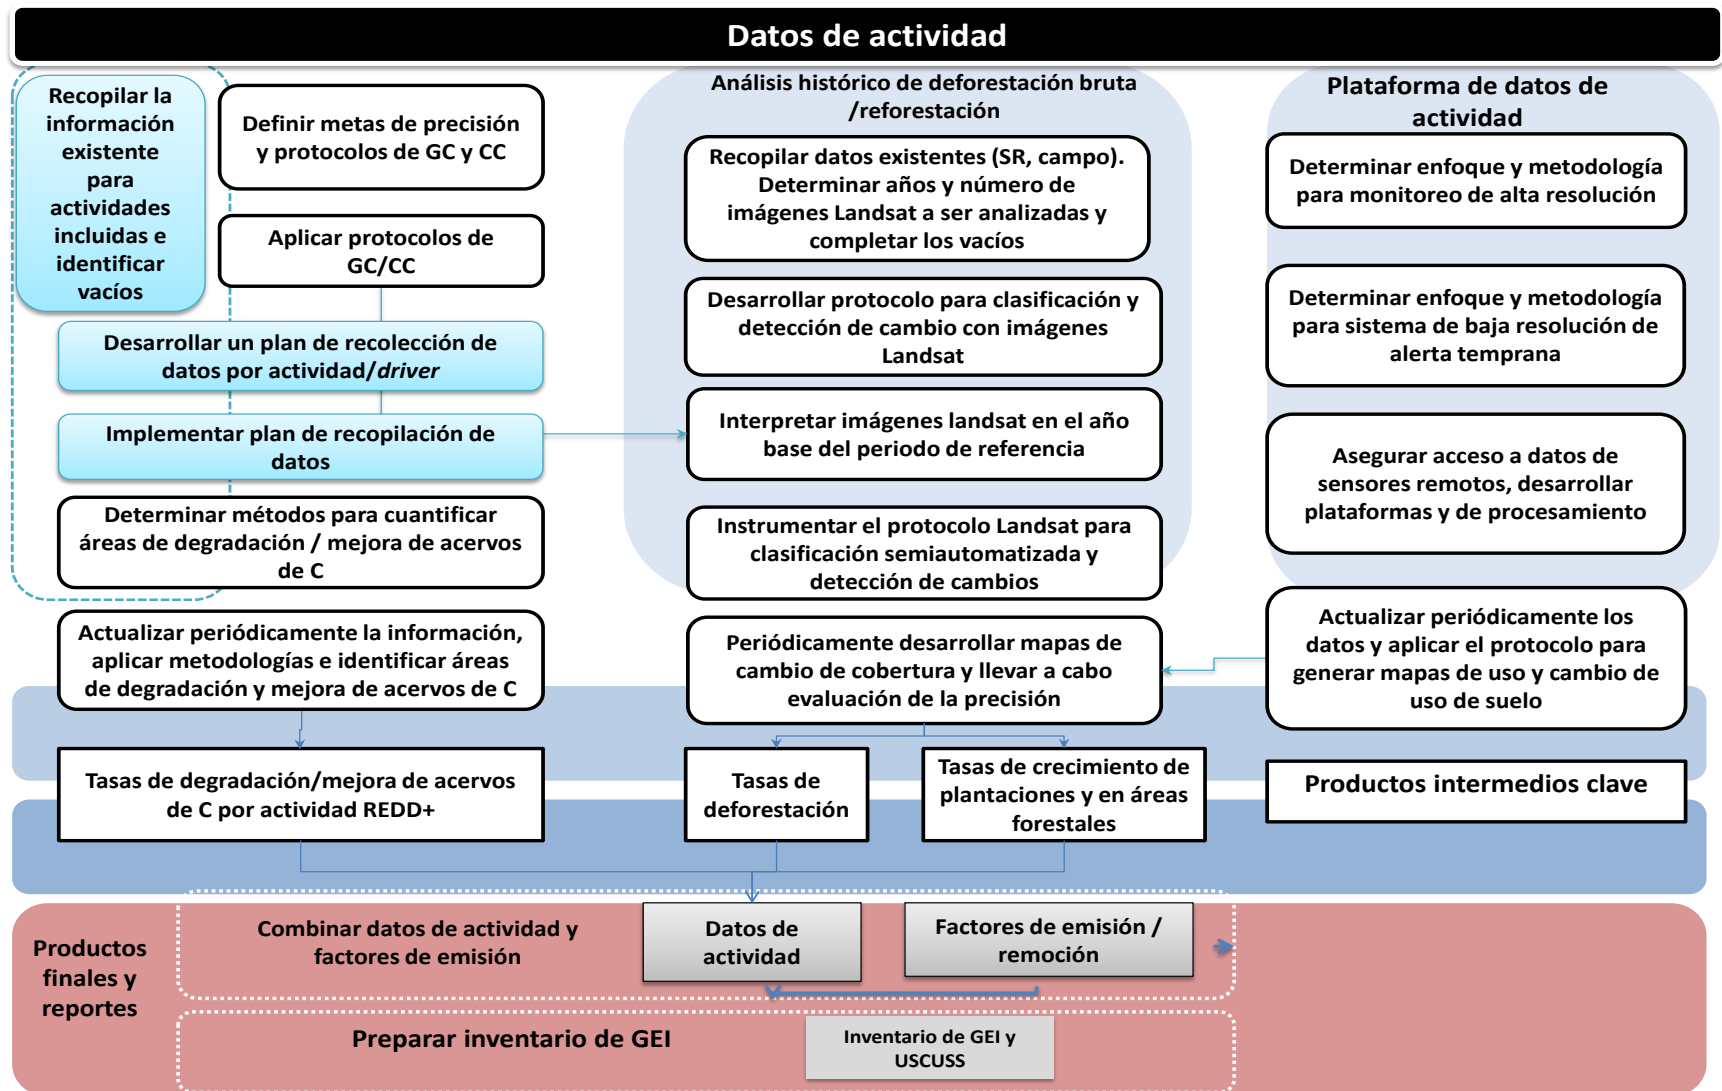 Datos de actividad
Recopilar la
información
existente
para
actividades
incluidas e
identificar
vacíos
Definir metas de precisión
y protocolos de GC y CC
Aplicar protocolos de
GC/CC
Desarrollar un plan de recolección de
datos por actividad/driver
Implementar plan de recopilación de
datos
Determinar métodos para cuantificar
áreas de degradación / mejora de acervos
de C
Actualizar periódicamente la información,
aplicar metodologías e identificar áreas
de degradación y mejora de acervos de C
Análisis histórico de deforestación bruta
/reforestación
Recopilar datos existentes (SR, campo).
Determinar años y número de
imágenes Landsat a ser analizadas y
completar los vacíos
Desarrollar protocolo para clasificación y
detección de cambio con imágenes
Landsat
Interpretar imágenes landsat en el año
base del periodo de referencia
Instrumentar el protocolo Landsat para
clasificación semiautomatizada y
detección de cambios
Periódicamente desarrollar mapas de
cambio de cobertura y llevar a cabo
evaluación de la precisión
Plataforma de datos de
actividad
Determinar enfoque y metodología
para monitoreo de alta resolución
Determinar enfoque y metodología
para sistema de baja resolución de
alerta temprana
Asegurar acceso a datos de
sensores remotos, desarrollar
plataformas y de procesamiento
Actualizar periódicamente los
datos y aplicar el protocolo para
generar mapas de uso y cambio de
uso de suelo
Tasas de degradación/mejora de acervos
de C por actividad REDD+
Tasas de
deforestación
Tasas de crecimiento de
plantaciones y en áreas
forestales
Productos intermedios clave
Productos
finales y
reportes
Combinar datos de actividad y
factores de emisión
Datos de
actividad
Factores de emisión /
remoción
Preparar inventario de GEI
Inventario de GEI y
USCUSS